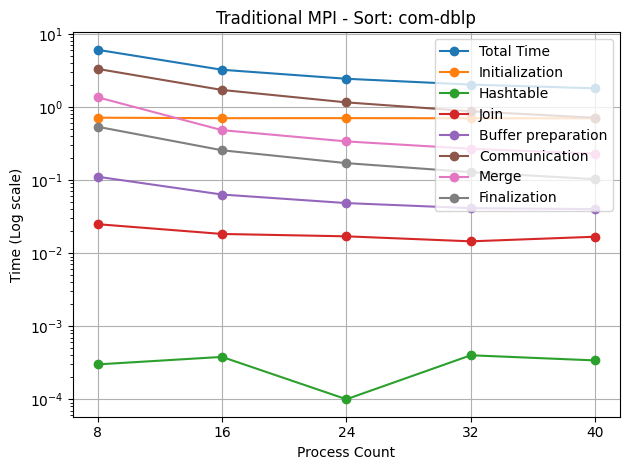 Traditional MPI - Sort: com-dblp
Time (Log scale)
10¹
10⁰
10⁻¹
10⁻²
10⁻³
10⁻⁴
Total Time
Initialization
Hashtable
Join
Buffer preparation
Communication
Merge
Finalization
8 16 24 32 40
Process Count